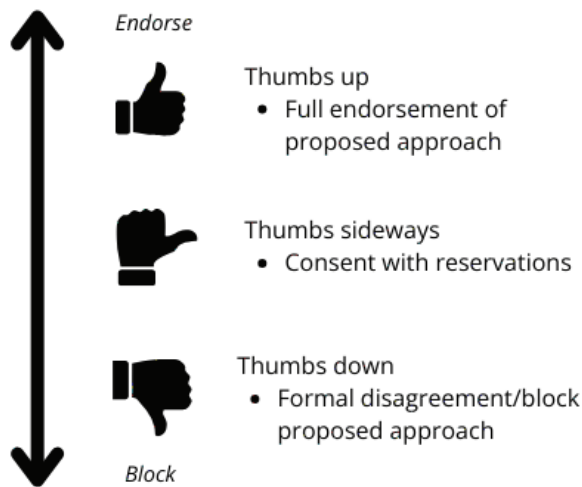 Endorse
Thumbs up
• Full endorsement of
proposed approach
Thumbs sideways
• Consent with reservations
Thumbs down
• Formal disagreement/block
proposed approach
Block